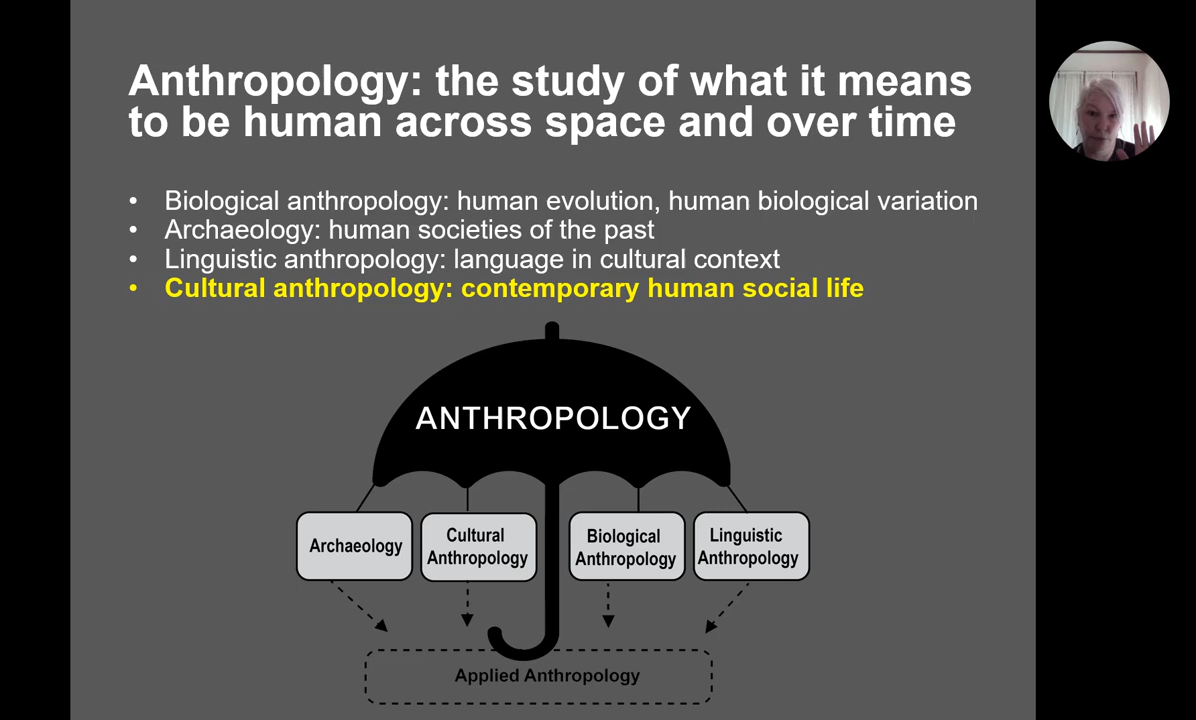 Anthropology: the study of what it means
to be human across space and over time
• Biological anthropology: human evolution, human biological variation
• Archaeology: human societies of the past
• Linguistic anthropology: language in cultural context
• Cultural anthropology: contemporary human social life
ANTHROPOLOGY
Archaeology
Cultural
Anthropology
Biological
Anthropology
Linguistic
Anthropology
Applied Anthropology